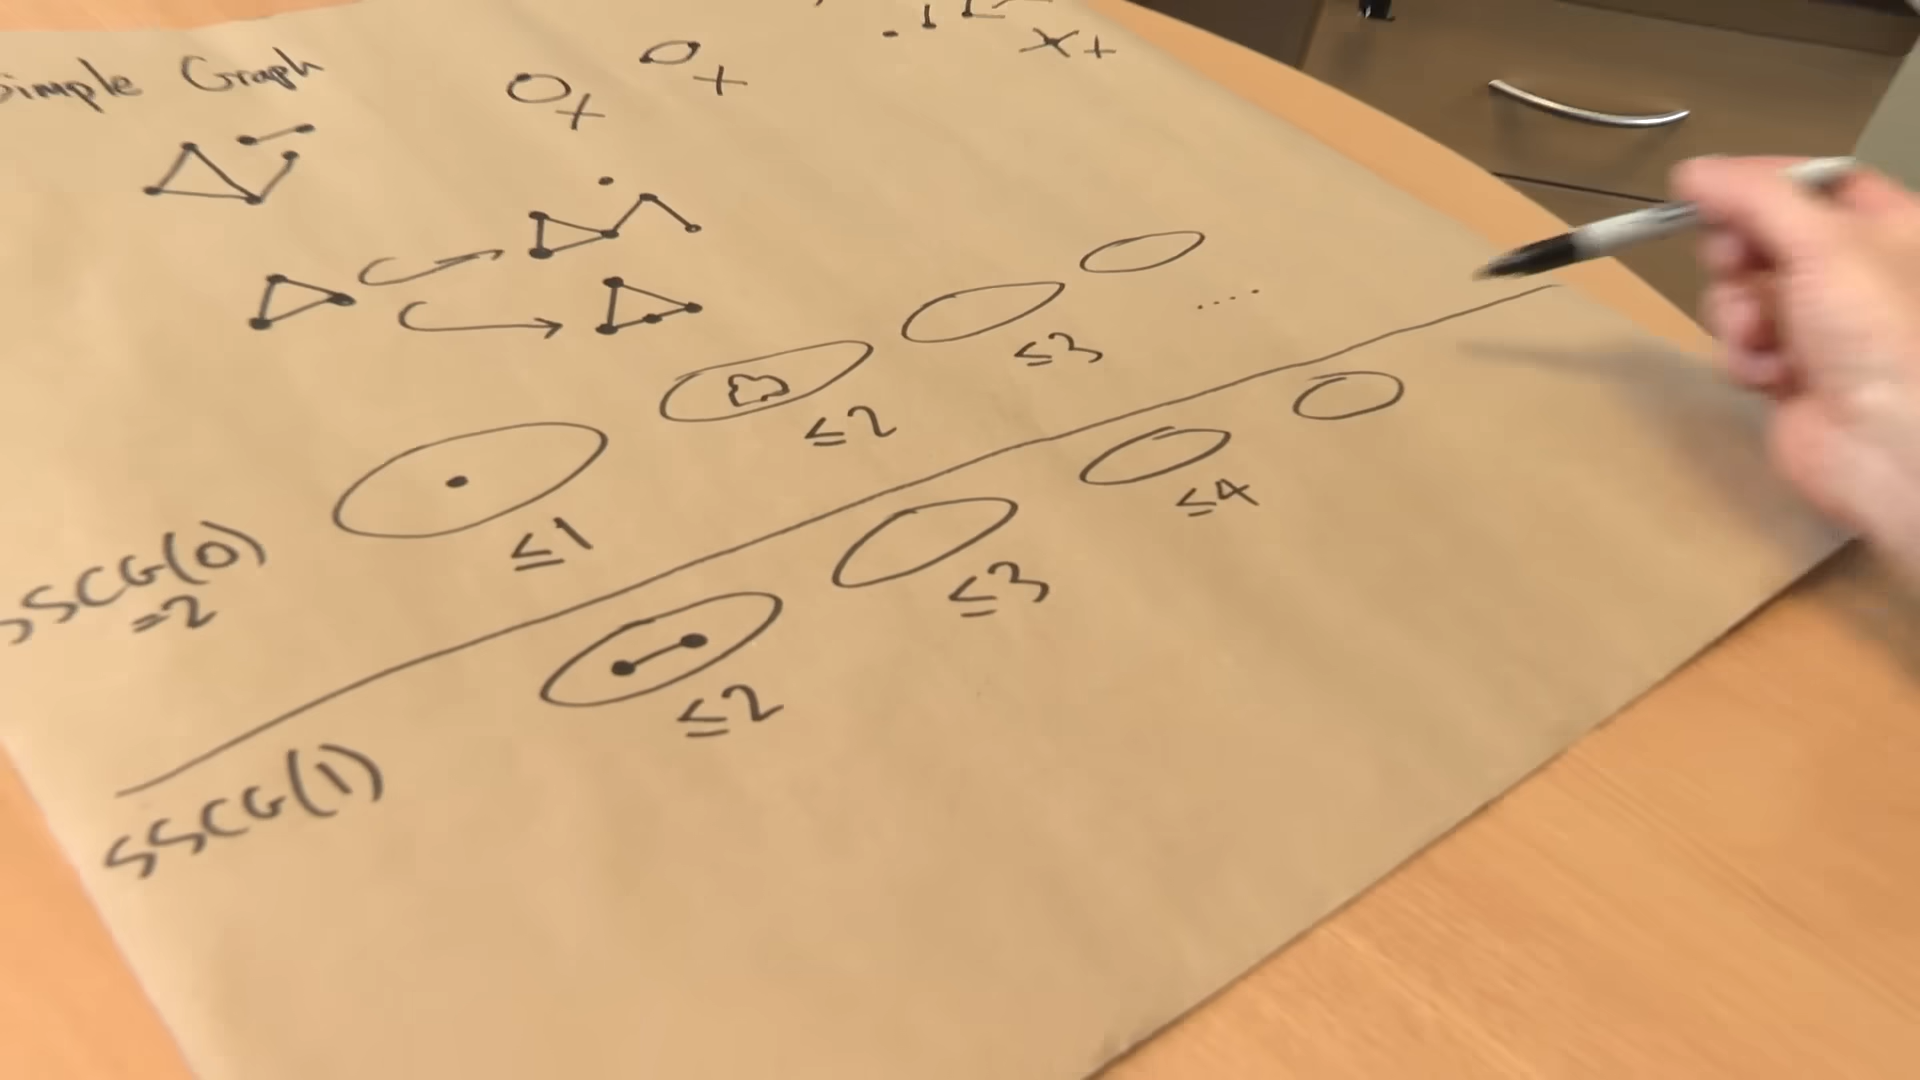 Simple Graph
+
+
x+
≤3
≤2
≤1
SSCG(0)
=2
≤4
≤3
≤2
SSCG(1)